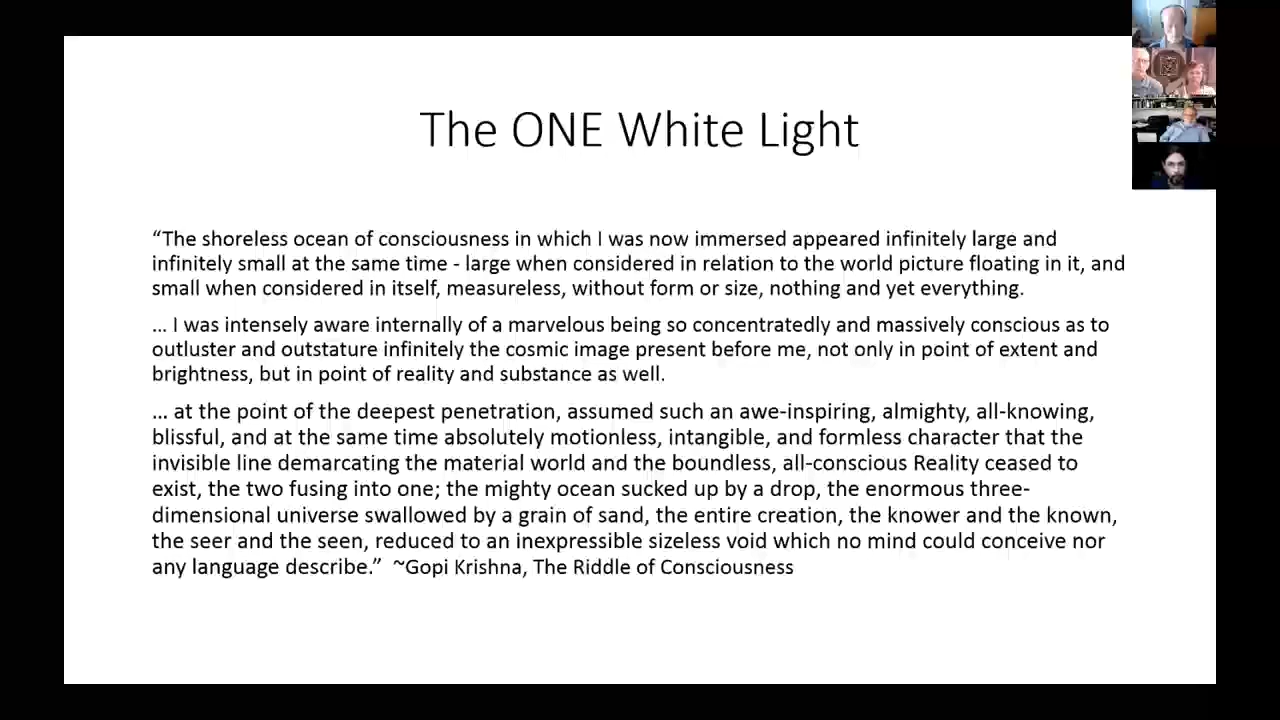 The ONE White Light
“The shoreless ocean of consciousness in which I was now immersed appeared infinitely large and
infinitely small at the same time - large when considered in relation to the world picture floating in it, and
small when considered in itself, measureless, without form or size, nothing and yet everything.
... I was intensely aware internally of a marvelous being so concentratedly and massively conscious as to
outluster and outstature infinitely the cosmic image present before me, not only in point of extent and
brightness, but in point of reality and substance as well.
... at the point of the deepest penetration, assumed such an awe-inspiring, almighty, all-knowing,
blissful, and at the same time absolutely motionless, intangible, and formless character that the
invisible line demarcating the material world and the boundless, all-conscious Reality ceased to
exist, the two fusing into one; the mighty ocean sucked up by a drop, the enormous three-
dimensional universe swallowed by a grain of sand, the entire creation, the knower and the known,
the seer and the seen, reduced to an inexpressible sizeless void which no mind could conceive nor
any language describe.” ~Gopi Krishna, The Riddle of Consciousness